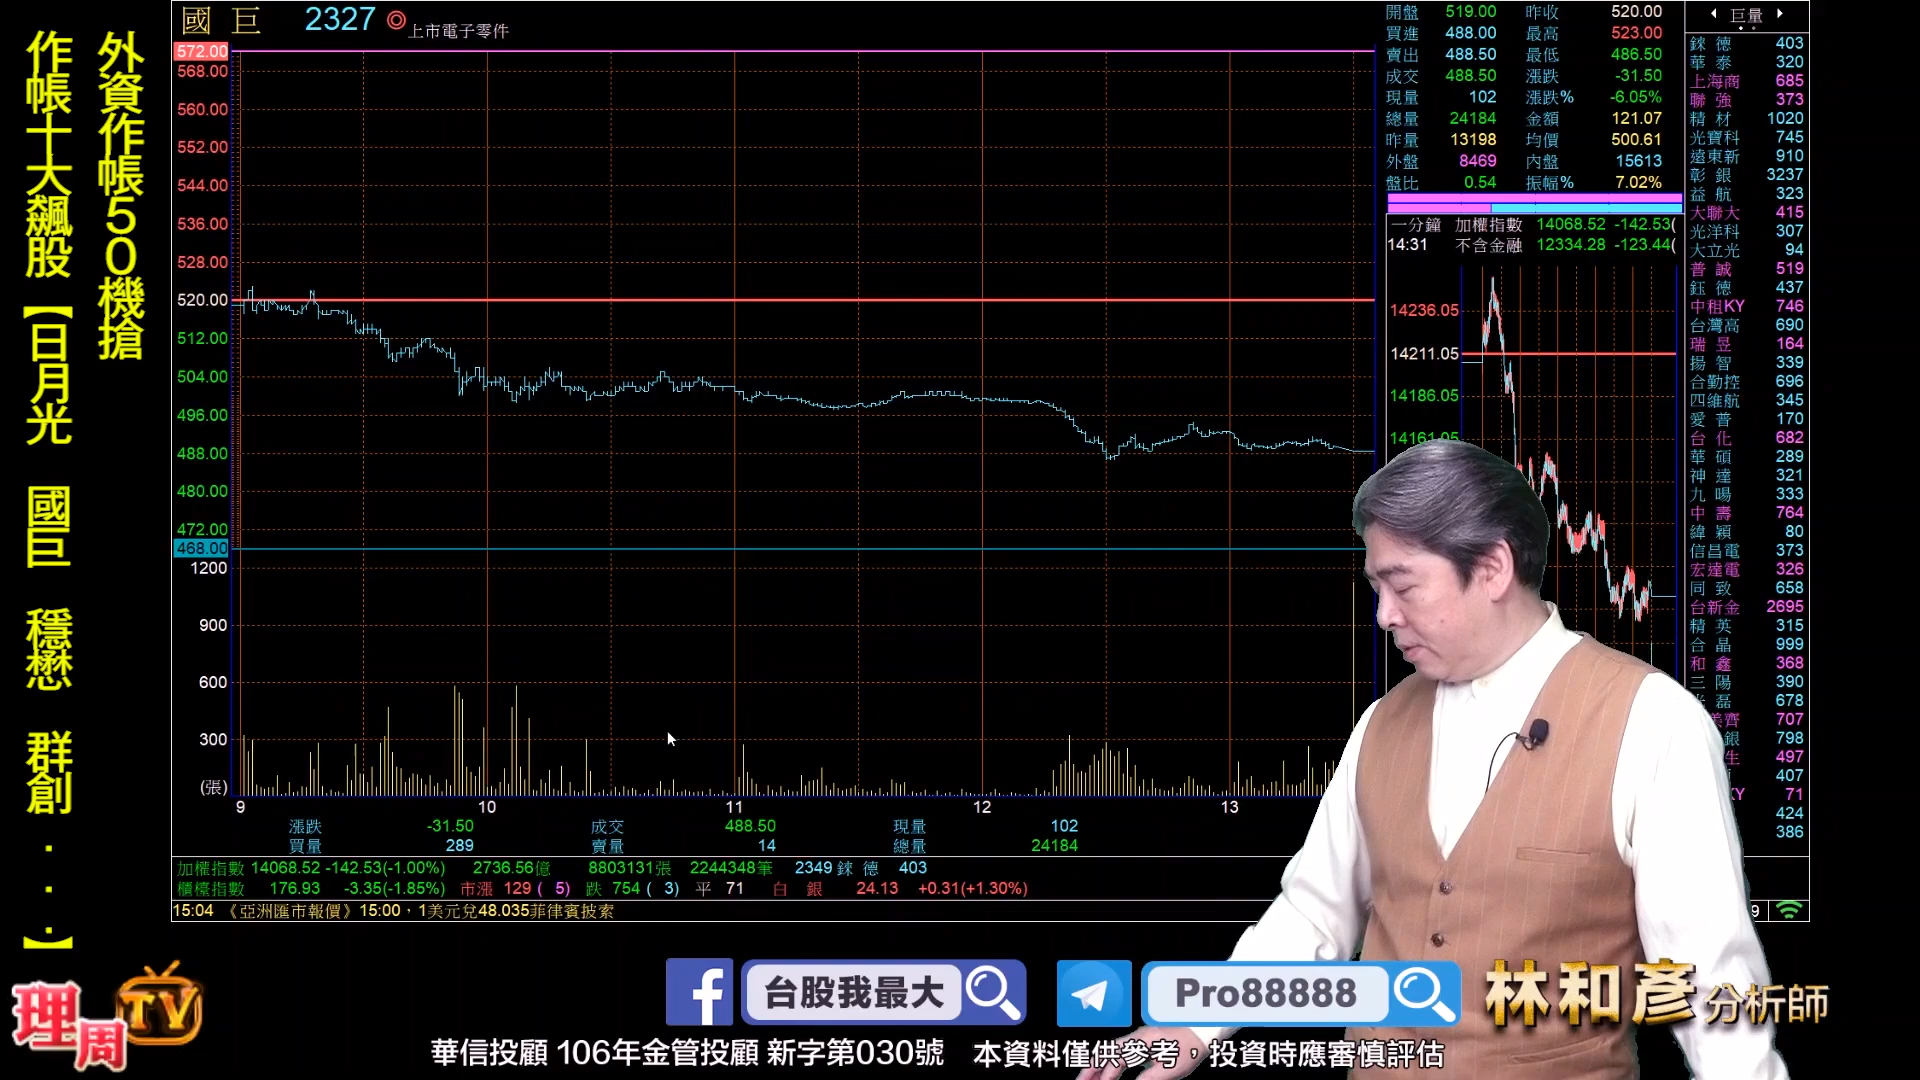 外資作帳50機搶
作帳十大飆股【日月光 國巨 穩懋 群創...】
國巨 2327 ◎上市電子零件
572.00
568.00
560.00
552.00
544.00
536.00
528.00
520.00
512.00
504.00
496.00
488.00
480.00
472.00
468.00
1200
900
600
300
(張)
9 10 11 12 13
漲跌 -31.50 成交 488.50 現量 102
買量 289 賣量 14 總量 24184
加權指數 14068.52 -142.53(-1.00%) 2736.56億 8803131張 2244348筆 2349 錸德 403
櫃檯指數 176.93 -3.35(-1.85%) 市漲 129 ( 5) 跌 754 ( 3) 平 71 白銀 24.13 +0.31(+1.30%)
15:04 《亞洲匯市報價》15:00，1美元兌48.035菲律賓披索
開盤 519.00 昨收 520.00
買進 488.00 最高 523.00
賣出 488.50 最低 486.50
成交 488.50 漲跌 -31.50
現量 102 漲跌% -6.05%
總量 24184 金額 121.07
昨量 13198 均價 500.61
外盤 8469 內盤 15613
盤比 0.54 振幅% 7.02%
一分鐘 加權指數 14068.52 -142.53(
14:31 不含金融 12334.28 -123.44(
14236.05
14211.05
14186.05
14161.05
巨量
錸德 403
華泰 320
上海商 685
聯強 373
精材 1020
光寶科 745
遠東新 910
彰銀 3237
益航 323
大聯大 415
光洋科 307
大立光 94
普誠 519
鈺德 437
中租KY 746
台灣高 690
瑞昱 164
揚智 339
合勤控 696
四維航 345
愛普 170
台化 682
華碩 289
神達 321
九暘 333
中壽 764
緯穎 80
信昌電 373
宏達電 326
同致 658
台新金 2695
精英 315
合晶 999
和鑫 368
三陽 390
磊 678
齊 707
銀 798
生 497
407
KY 71
424
386
9
理周TV
台股我最大
Pro88888
林和彥 分析師
華信投顧 106年金管投顧 新字第030號 本資料僅供參考，投資時應審慎評估